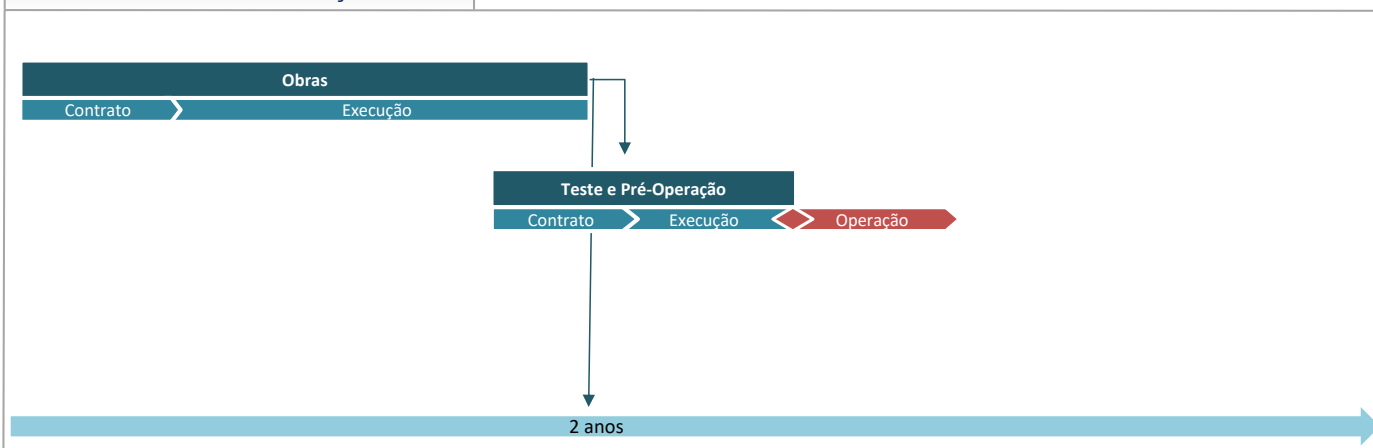 Obras
Contrato
Execução
Teste e Pré-Operação
Contrato
Execução
Operação
2 anos